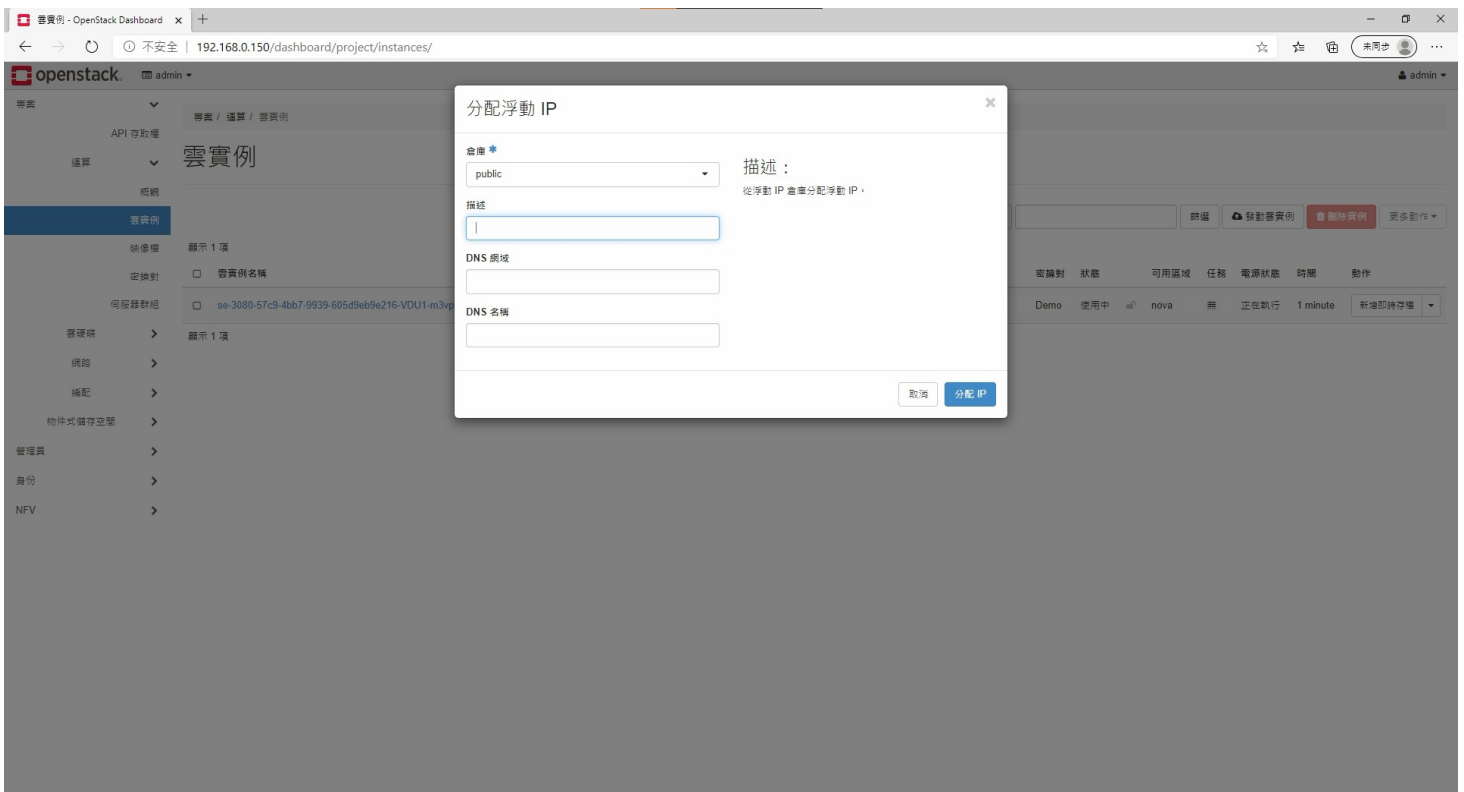 雲實例 - OpenStack Dashboard
不安全 | 192.168.0.150/dashboard/project/instances/
未同步
openstack. admin
admin
專案
API 存取權
運算
概觀
雲實例
映像檔
密鑰對
伺服器群組
雲硬碟
網路
編配
物件式儲存空間
管理員
身份
NFV
專案 / 運算 / 雲實例
雲實例
篩選 發動雲實例 刪除實例 更多動作
顯示 1 項
雲實例名稱 密鑰對 狀態 可用區域 任務 電源狀態 時間 動作
se-3080-57c9-4bb7-9939-605d9eb9e216-VDU1-m3vp Demo 使用中 nova 無 正在執行 1 minute 新增即時存檔
顯示 1 項
分配浮動 IP
倉庫 *
public
描述
DNS 網域
DNS 名稱
描述：
從浮動 IP 倉庫分配浮動 IP。
取消 分配 IP